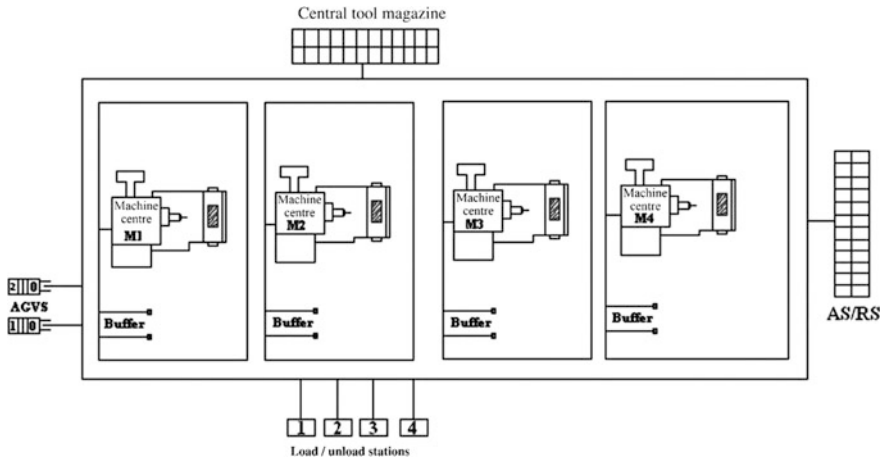 Central tool magazine
Machine
centre
M1
Machine
centre
M2
Machine
centre
M3
Machine
centre
M4
2 0
AGVS
1 0
Buffer
Buffer
Buffer
Buffer
AS/RS
1 2 3 4
Load / unload stations